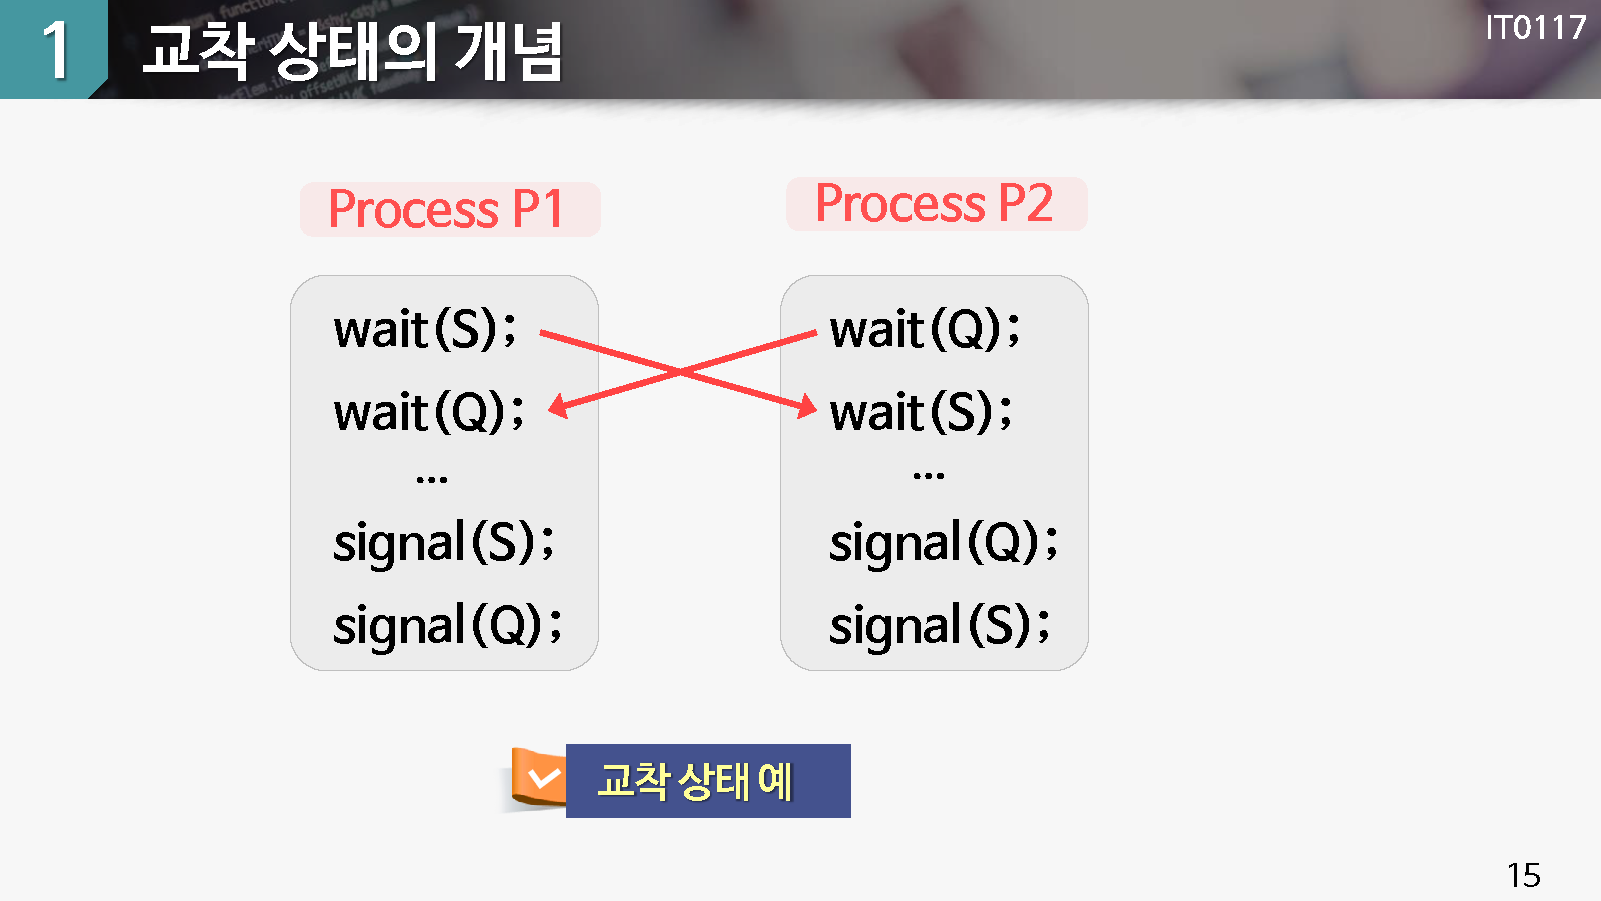 1 교착 상태의 개념
IT0117
Process P1
wait(S);
wait(Q);
...
signal(S);
signal(Q);
Process P2
wait(Q);
wait(S);
...
signal(Q);
signal(S);
교착 상태 예
15